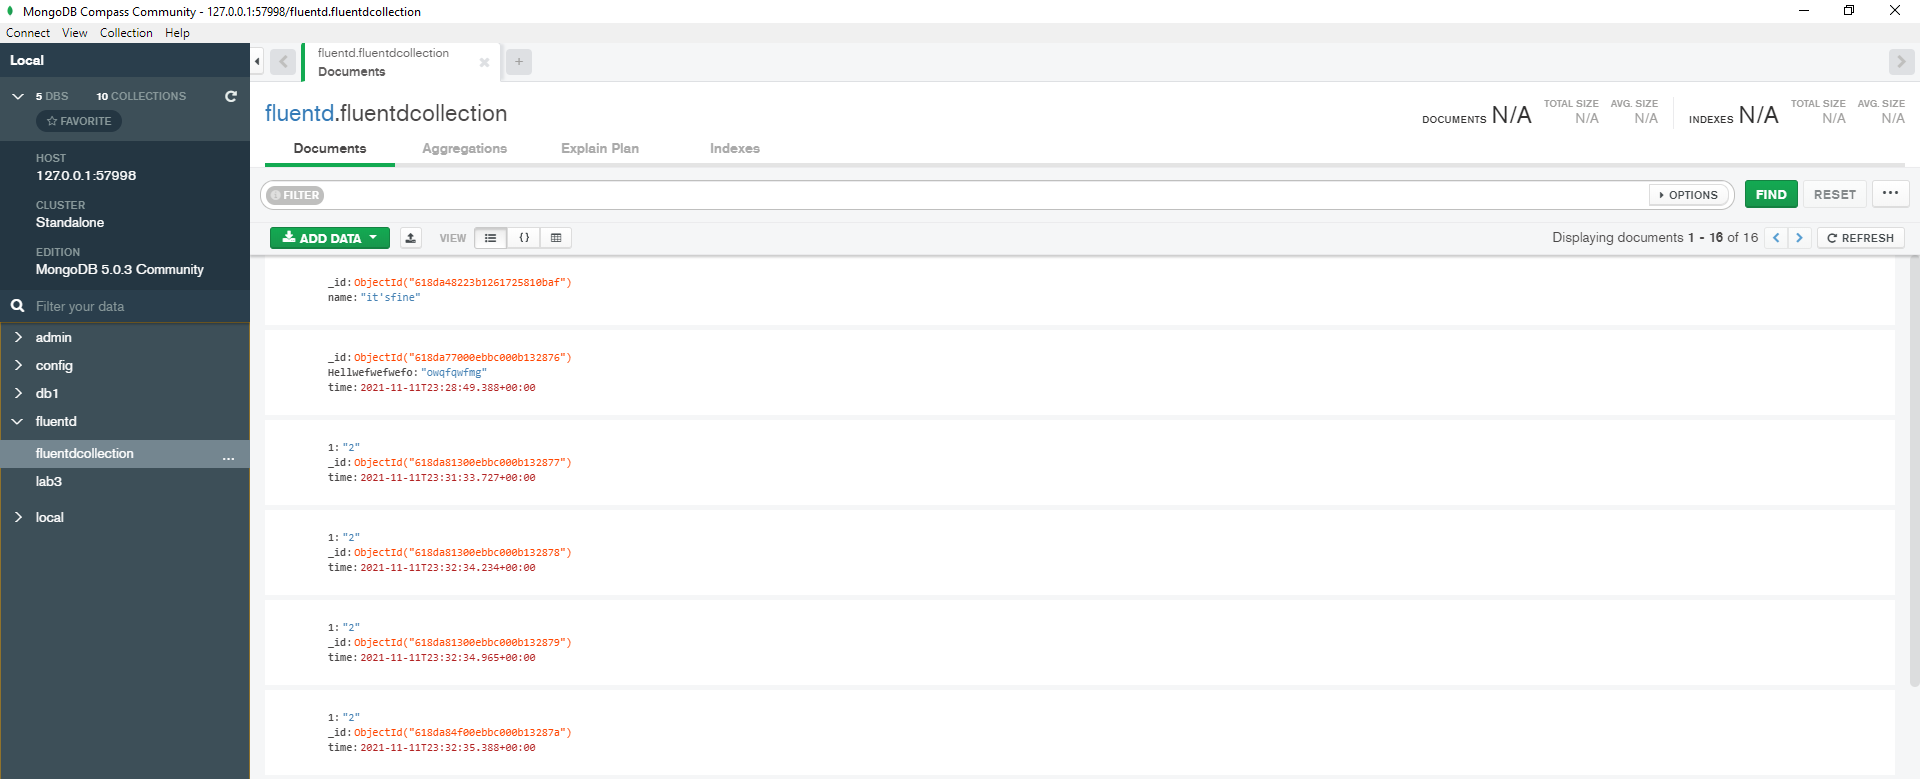 MongoDB Compass Community - 127.0.0.1:57998/fluentd.fluentdcollection
Connect View Collection Help
Local
5 DBS 10 COLLECTIONS
FAVORITE
HOST
127.0.0.1:57998
CLUSTER
Standalone
EDITION
MongoDB 5.0.3 Community
Filter your data
admin
config
db1
fluentd
fluentdcollection ...
lab3
local
fluentd.fluentdcollection
Documents
+
fluentd.fluentdcollection
DOCUMENTS N/A TOTAL SIZE N/A AVG. SIZE N/A INDEXES N/A TOTAL SIZE N/A AVG. SIZE N/A
Documents Aggregations Explain Plan Indexes
FILTER OPTIONS FIND RESET ...
ADD DATA VIEW {} Displaying documents 1 - 16 of 16 < > REFRESH
_id: ObjectId("618da48223b1261725810baf")
name: "it'sfine"
_id: ObjectId("618da77000ebbc000b132876")
Hellwefwefwefo: "owqfqwfmg"
time: 2021-11-11T23:28:49.388+00:00
1: "2"
_id: ObjectId("618da81300ebbc000b132877")
time: 2021-11-11T23:31:33.727+00:00
1: "2"
_id: ObjectId("618da81300ebbc000b132878")
time: 2021-11-11T23:32:34.234+00:00
1: "2"
_id: ObjectId("618da81300ebbc000b132879")
time: 2021-11-11T23:32:34.965+00:00
1: "2"
_id: ObjectId("618da84f00ebbc000b13287a")
time: 2021-11-11T23:32:35.388+00:00